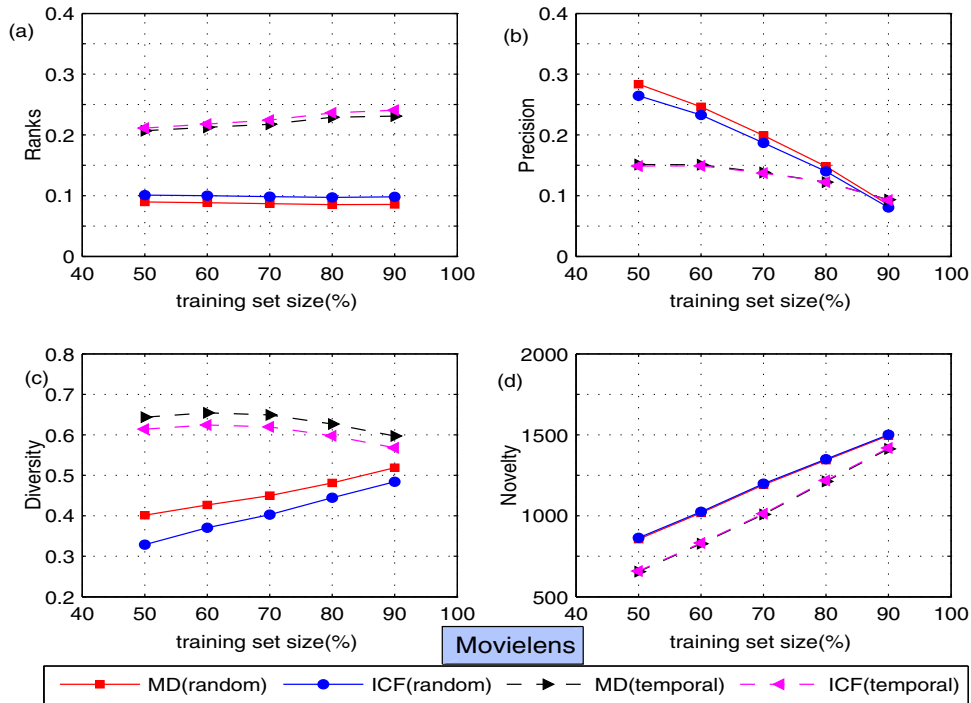 (a)
Ranks
0.4
0.3
0.2
0.1
0
40 50 60 70 80 90 100
training set size(%)
(b)
Precision
0.4
0.3
0.2
0.1
0
40 50 60 70 80 90 100
training set size(%)
(c)
Diversity
0.8
0.7
0.6
0.5
0.4
0.3
0.2
40 50 60 70 80 90 100
training set size(%)
(d)
Novelty
2000
1500
1000
500
40 50 60 70 80 90 100
training set size(%)
Movielens
MD(random) ICF(random) MD(temporal) ICF(temporal)